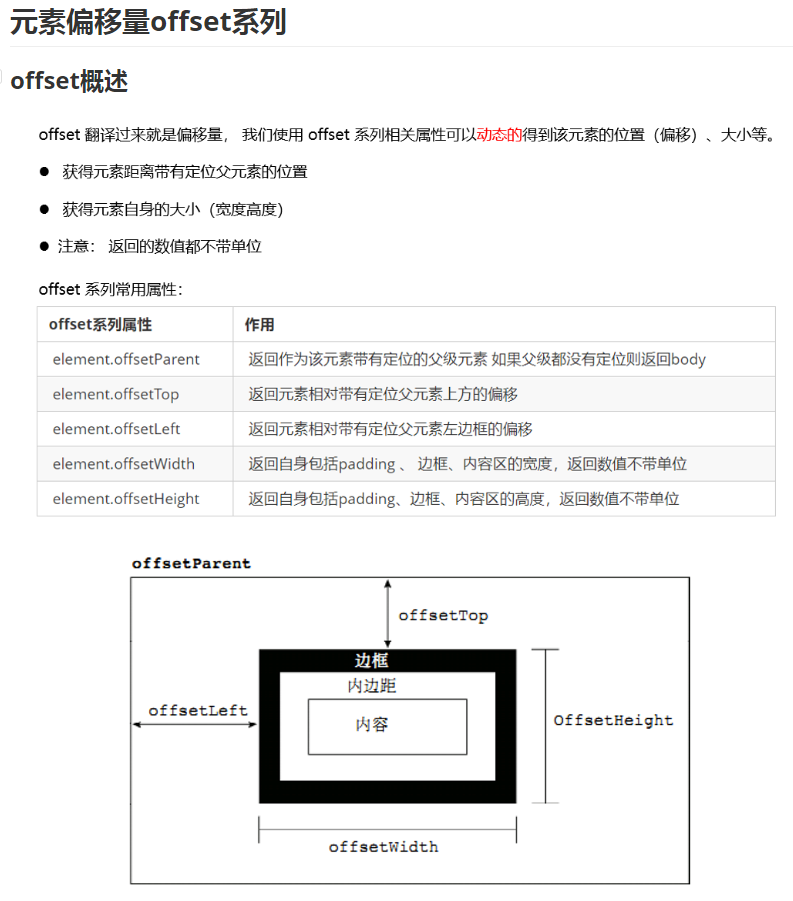 元素偏移量offset系列
offset概述
offset 翻译过来就是偏移量， 我们使用 offset 系列相关属性可以动态的得到该元素的位置（偏移）、大小等。
● 获得元素距离带有定位父元素的位置
● 获得元素自身的大小（宽度高度）
● 注意： 返回的数值都不带单位
offset 系列常用属性：
offset系列属性 作用
element.offsetParent 返回作为该元素带有定位的父级元素 如果父级都没有定位则返回body
element.offsetTop 返回元素相对带有定位父元素上方的偏移
element.offsetLeft 返回元素相对带有定位父元素左边框的偏移
element.offsetWidth 返回自身包括padding 、 边框、内容区的宽度，返回数值不带单位
element.offsetHeight 返回自身包括padding、边框、内容区的高度，返回数值不带单位
offsetParent
offsetTop
边框
内边距
offsetLeft
内容
OffsetHeight
offsetWidth